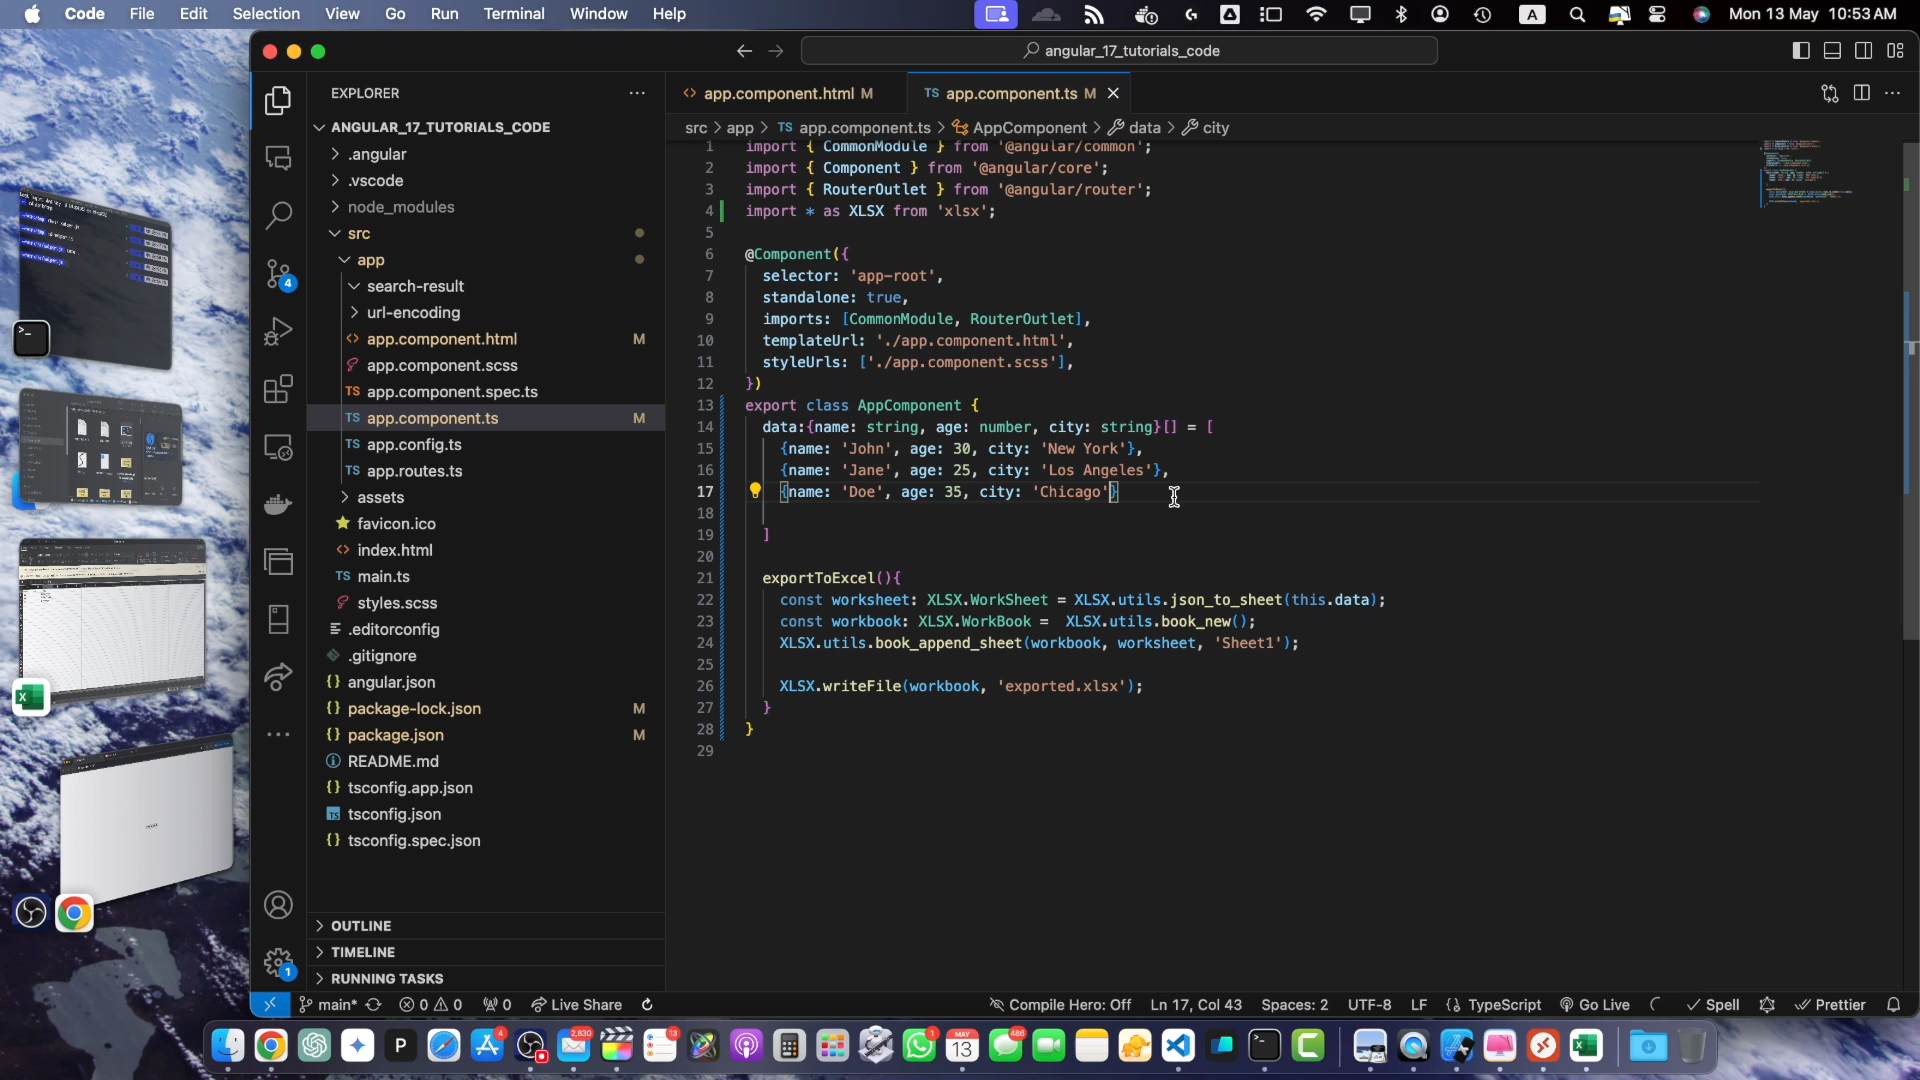 Code File Edit Selection View Go Run Terminal Window Help A Mon 13 May 10:53 AM
angular_17_tutorials_code
EXPLORER
app.component.html M
TS app.component.ts M
ANGULAR_17_TUTORIALS_CODE
src > app > TS app.component.ts > AppComponent > data > city
.angular
.vscode
node_modules
src
app
search-result
url-encoding
app.component.html M
app.component.scss
TS app.component.spec.ts
TS app.component.ts M
TS app.config.ts
TS app.routes.ts
assets
favicon.ico
index.html
TS main.ts
styles.scss
.editorconfig
.gitignore
{} angular.json
{} package-lock.json M
{} package.json M
README.md
{} tsconfig.app.json
TS tsconfig.json
{} tsconfig.spec.json
OUTLINE
TIMELINE
RUNNING TASKS
4
1
1 import { CommonModule } from '@angular/common';
2 import { Component } from '@angular/core';
3 import { RouterOutlet } from '@angular/router';
4 import * as XLSX from 'xlsx';
5
6 @Component({
7 selector: 'app-root',
8 standalone: true,
9 imports: [CommonModule, RouterOutlet],
10 templateUrl: './app.component.html',
11 styleUrls: ['./app.component.scss'],
12 })
13 export class AppComponent {
14 data:{name: string, age: number, city: string}[] = [
15 {name: 'John', age: 30, city: 'New York'},
16 {name: 'Jane', age: 25, city: 'Los Angeles'},
17 {name: 'Doe', age: 35, city: 'Chicago'}
18
19 ]
20
21 exportToExcel(){
22 const worksheet: XLSX.WorkSheet = XLSX.utils.json_to_sheet(this.data);
23 const workbook: XLSX.WorkBook = XLSX.utils.book_new();
24 XLSX.utils.book_append_sheet(workbook, worksheet, 'Sheet1');
25
26 XLSX.writeFile(workbook, 'exported.xlsx');
27 }
28 }
29
main* 0 0 0 Live Share Compile Hero: Off Ln 17, Col 43 Spaces: 2 UTF-8 LF {} TypeScript Go Live Spell Prettier
P 4 2,830 13 1 MAY 13 486